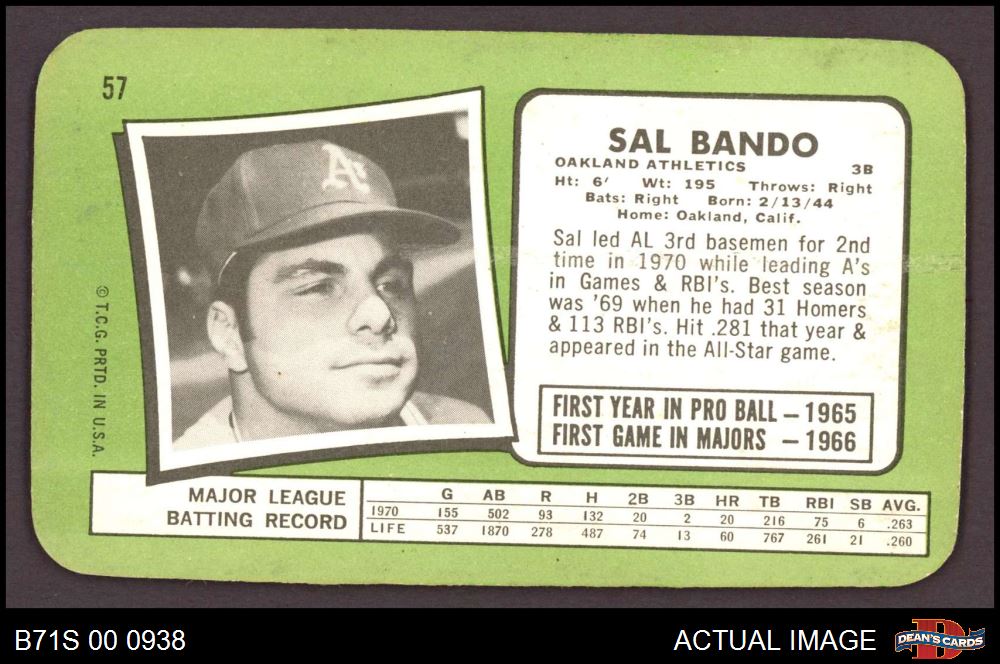 57
A's
© T.C.G. PRTD. IN U.S.A.
SAL BANDO
OAKLAND ATHLETICS 3B
Ht: 6' Wt: 195 Throws: Right
Bats: Right Born: 2/13/44
Home: Oakland, Calif.
Sal led AL 3rd basemen for 2nd
time in 1970 while leading A's
in Games & RBI's. Best season
was '69 when he had 31 Homers
& 113 RBI's. Hit .281 that year &
appeared in the All-Star game.
FIRST YEAR IN PRO BALL – 1965
FIRST GAME IN MAJORS – 1966
MAJOR LEAGUE
BATTING RECORD
G AB R H 2B 3B HR TB RBI SB AVG.
1970 155 502 93 132 20 2 20 216 75 6 .263
LIFE 537 1870 278 487 74 13 60 767 261 21 .260
B71S 00 0938
ACTUAL IMAGE
DEAN'S CARDS